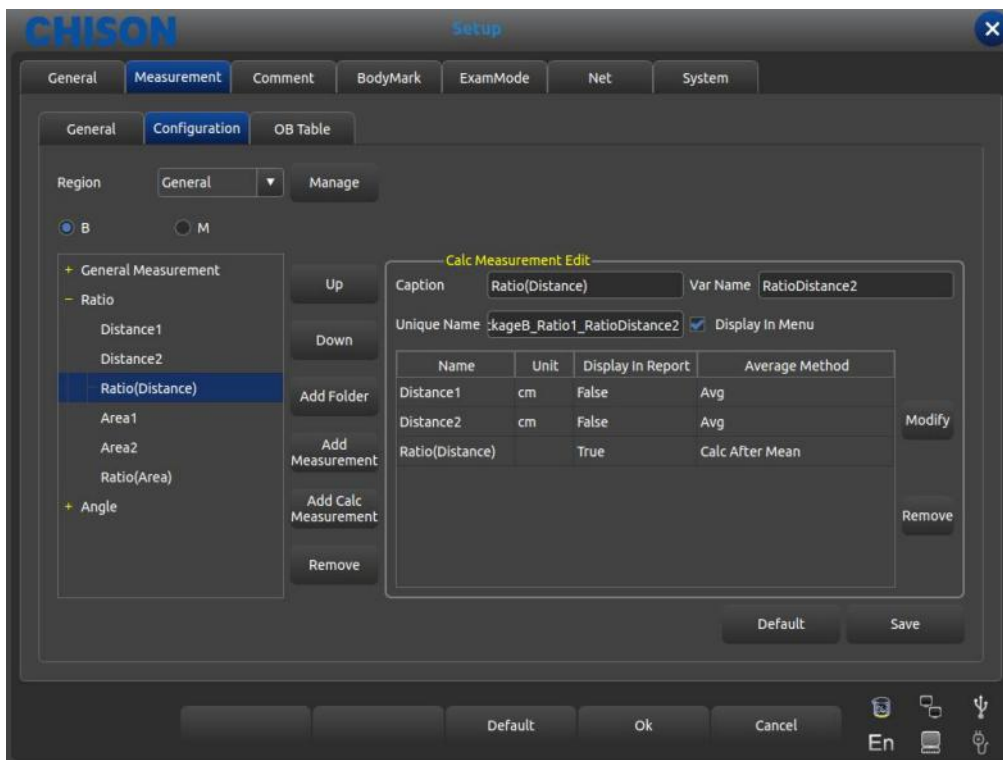 CHISON
Setup
General Measurement Comment BodyMark ExamMode Net System
General Configuration OB Table
Region General Manage
B M
+ General Measurement
− Ratio
Distance1
Distance2
Ratio(Distance)
Area1
Area2
Ratio(Area)
+ Angle
Up
Down
Add Folder
Add
Measurement
Add Calc
Measurement
Remove
Calc Measurement Edit
Caption Ratio(Distance) Var Name RatioDistance2
Unique Name :kageB_Ratio1_RatioDistance2 Display In Menu
Name Unit Display In Report Average Method
Distance1 cm False Avg
Distance2 cm False Avg
Ratio(Distance) True Calc After Mean
Modify
Remove
Default Save
Default Ok Cancel
En